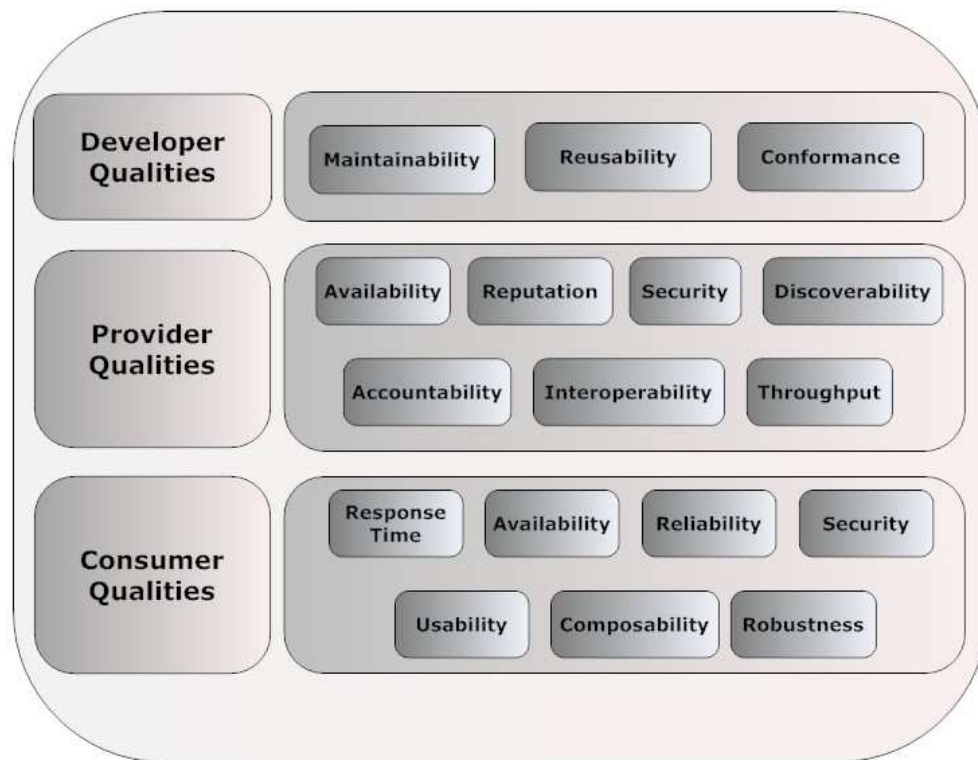 Developer
Qualities
Maintainability
Reusability
Conformance
Provider
Qualities
Availability
Reputation
Security
Discoverability
Accountability
Interoperability
Throughput
Consumer
Qualities
Response
Time
Availability
Reliability
Security
Usability
Composability
Robustness